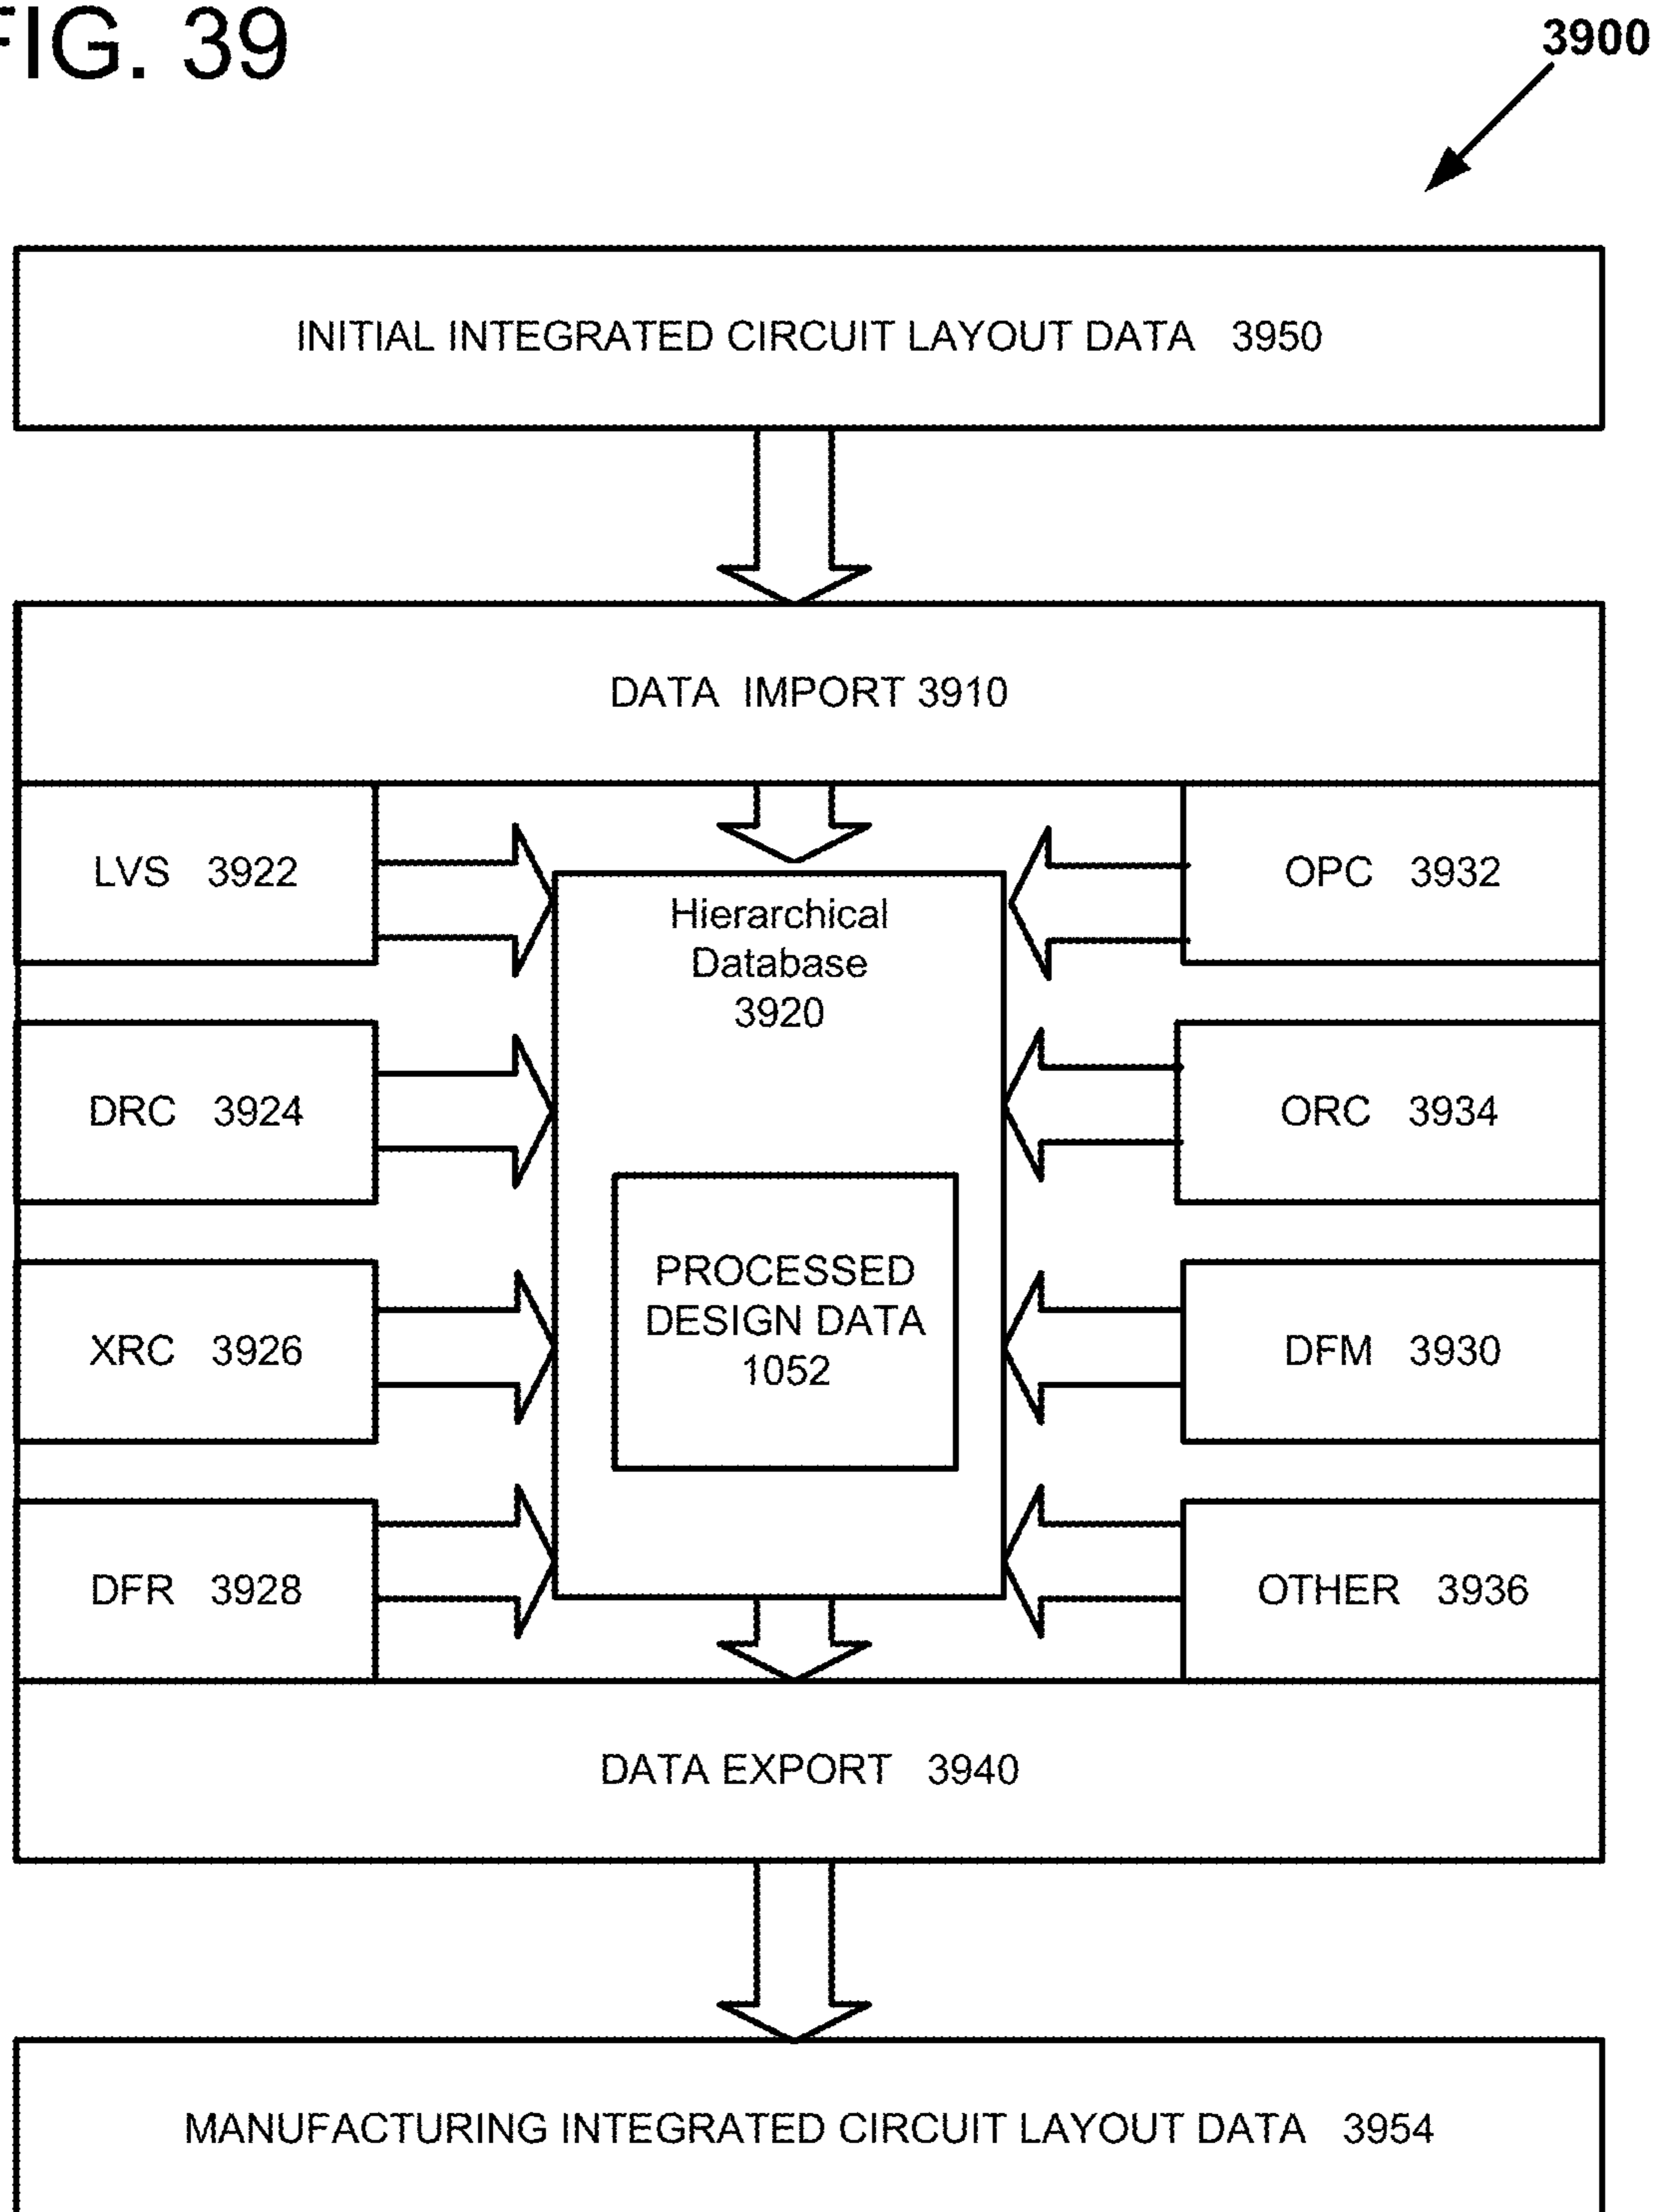 FIG. 39
3900
INITIAL INTEGRATED CIRCUIT LAYOUT DATA 3950
DATA IMPORT 3910
LVS 3922
OPC 3932
Hierarchical
Database
3920
DRC 3924
ORC 3934
PROCESSED
DESIGN DATA
1052
XRC 3926
DFM 3930
DFR 3928
OTHER 3936
DATA EXPORT 3940
MANUFACTURING INTEGRATED CIRCUIT LAYOUT DATA 3954